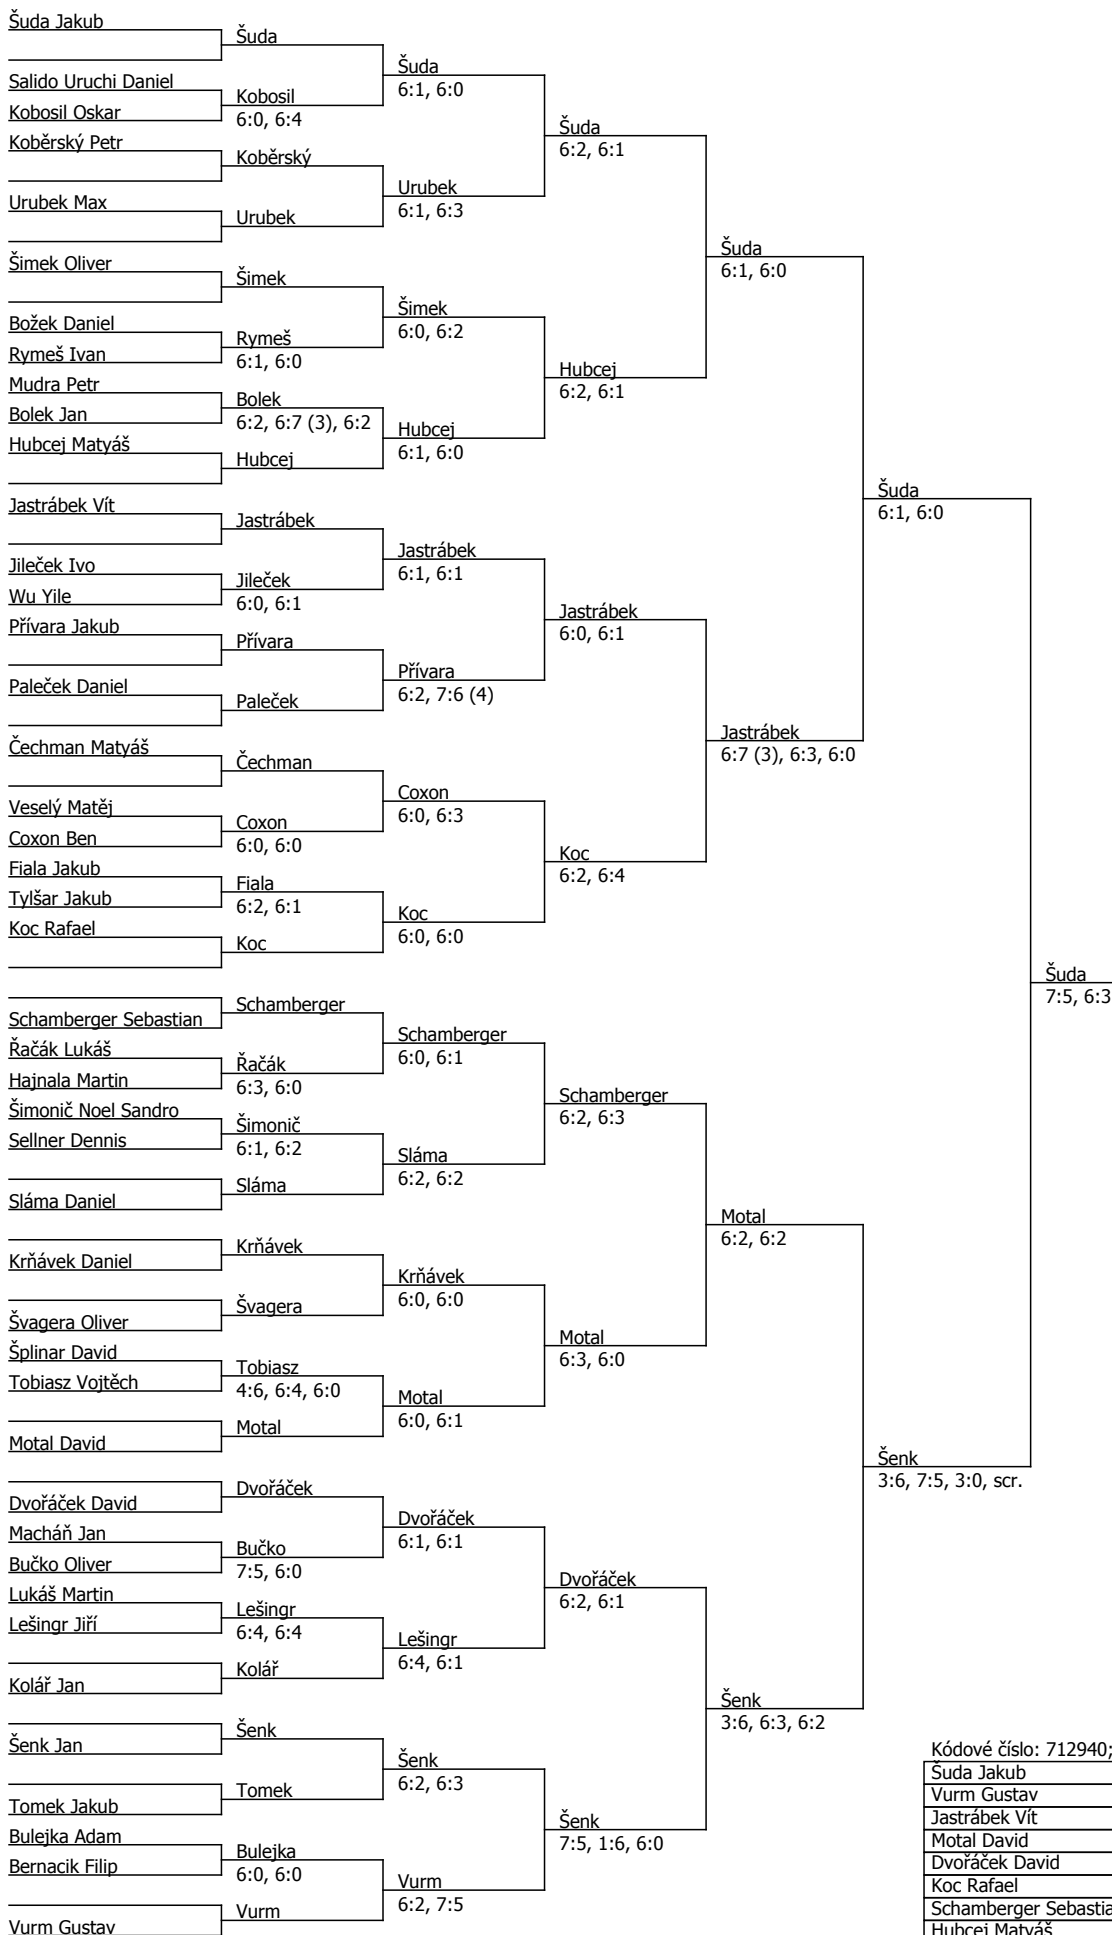 Šuda Jakub
Salido Uruchi Daniel
Kobosil Oskar
Koběrský Petr
Urubek Max
Šimek Oliver
Božek Daniel
Rymeš Ivan
Mudra Petr
Bolek Jan
Hubcej Matyáš
Jastrábek Vít
Jileček Ivo
Wu Yile
Přívara Jakub
Paleček Daniel
Čechman Matyáš
Veselý Matěj
Coxon Ben
Fiala Jakub
Tylšar Jakub
Koc Rafael
Schamberger Sebastian
Řačák Lukáš
Hajnala Martin
Šimonič Noel Sandro
Sellner Dennis
Sláma Daniel
Krňávek Daniel
Švagera Oliver
Šplinar David
Tobiasz Vojtěch
Motal David
Dvořáček David
Macháň Jan
Bučko Oliver
Lukáš Martin
Lešingr Jiří
Kolář Jan
Šenk Jan
Tomek Jakub
Bulejka Adam
Bernacik Filip
Vurm Gustav
Šuda
Kobosil
6:0, 6:4
Koběrský
Urubek
Šimek
Rymeš
6:1, 6:0
Bolek
6:2, 6:7 (3), 6:2
Hubcej
Jastrábek
Jileček
6:0, 6:1
Přívara
Paleček
Čechman
Coxon
6:0, 6:0
Fiala
6:2, 6:1
Koc
Schamberger
Řačák
6:3, 6:0
Šimonič
6:1, 6:2
Sláma
Krňávek
Švagera
Tobiasz
4:6, 6:4, 6:0
Motal
Dvořáček
Bučko
7:5, 6:0
Lešingr
6:4, 6:4
Kolář
Šenk
Tomek
Bulejka
6:0, 6:0
Vurm
Šuda
6:1, 6:0
Urubek
6:1, 6:3
Šimek
6:0, 6:2
Hubcej
6:1, 6:0
Jastrábek
6:1, 6:1
Přívara
6:2, 7:6 (4)
Coxon
6:0, 6:3
Koc
6:0, 6:0
Schamberger
6:0, 6:1
Sláma
6:2, 6:2
Krňávek
6:0, 6:0
Motal
6:0, 6:1
Dvořáček
6:1, 6:1
Lešingr
6:4, 6:1
Šenk
6:2, 6:3
Vurm
6:2, 7:5
Šuda
6:2, 6:1
Hubcej
6:2, 6:1
Jastrábek
6:0, 6:1
Koc
6:2, 6:4
Schamberger
6:2, 6:3
Motal
6:3, 6:0
Dvořáček
6:2, 6:1
Šenk
7:5, 1:6, 6:0
Šuda
6:1, 6:0
Jastrábek
6:7 (3), 6:3, 6:0
Motal
6:2, 6:2
Šenk
3:6, 6:3, 6:2
Šuda
6:1, 6:0
Šenk
3:6, 7:5, 3:0, scr.
Šuda
7:5, 6:3
Kódové číslo: 712940;
Šuda Jakub
Vurm Gustav
Jastrábek Vít
Motal David
Dvořáček David
Koc Rafael
Schamberger Sebastia
Hubcej Matyáš